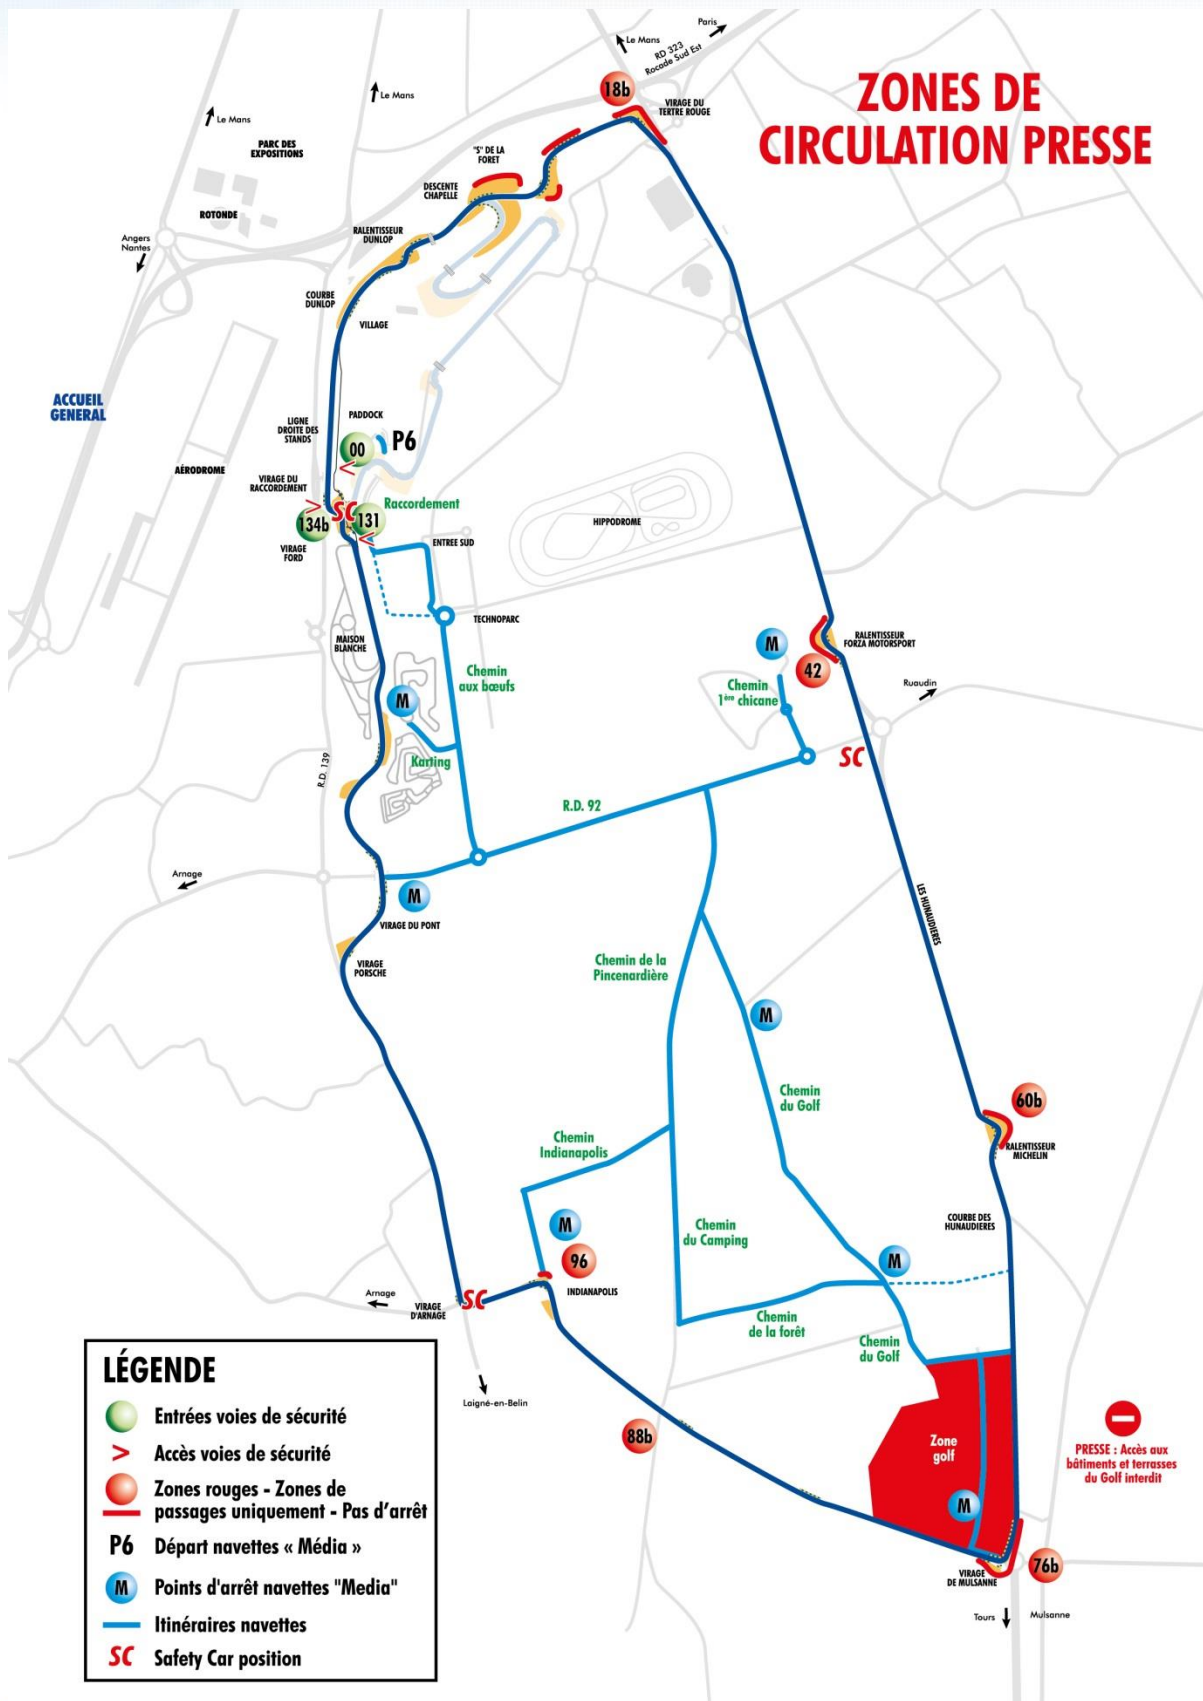 Paris
Le Mans
RD 323
Rocade Sud Est
ZONES DE
CIRCULATION PRESSE
18b
VIRAGE DU
TERTRE ROUGE
Le Mans
Le Mans
PARC DES
EXPOSITIONS
"S" DE LA
FORET
DESCENTE
CHAPELLE
ROTONDE
RALENTISSEUR
DUNLOP
Angers
Nantes
COURBE
DUNLOP
VILLAGE
ACCUEIL
GENERAL
PADDOCK
LIGNE
DROITE DES
STANDS
P6
00
AÉRODROME
VIRAGE DU
RACCORDEMENT
Raccordement
SC
134b
131
VIRAGE
FORD
ENTREE SUD
HIPPODROME
TECHNOPARC
MAISON
BLANCHE
M
RALENTISSEUR
FORZA MOTORSPORT
42
Chemin
aux bœufs
Chemin
1ère chicane
Ruaudin
M
Karting
SC
R.D. 139
R.D. 92
Arnage
M
VIRAGE DU PONT
LES HUNAUDIERES
VIRAGE
PORSCHE
Chemin de la
Pincenardière
M
Chemin
du Golf
60b
RALENTISSEUR
MICHELIN
Chemin
Indianapolis
M
Chemin
du Camping
COURBE DES
HUNAUDIERES
96
M
INDIANAPOLIS
Arnage
VIRAGE
D'ARNAGE
SC
Chemin
de la forêt
Chemin
du Golf
Laigné-en-Belin
88b
Zone
golf
PRESSE : Accès aux
bâtiments et terrasses
du Golf interdit
M
VIRAGE
DE MULSANNE
76b
Tours
Mulsanne
LÉGENDE
Entrées voies de sécurité
> Accès voies de sécurité
Zones rouges - Zones de
passages uniquement - Pas d'arrêt
P6 Départ navettes « Média »
M Points d'arrêt navettes "Media"
Itinéraires navettes
SC Safety Car position